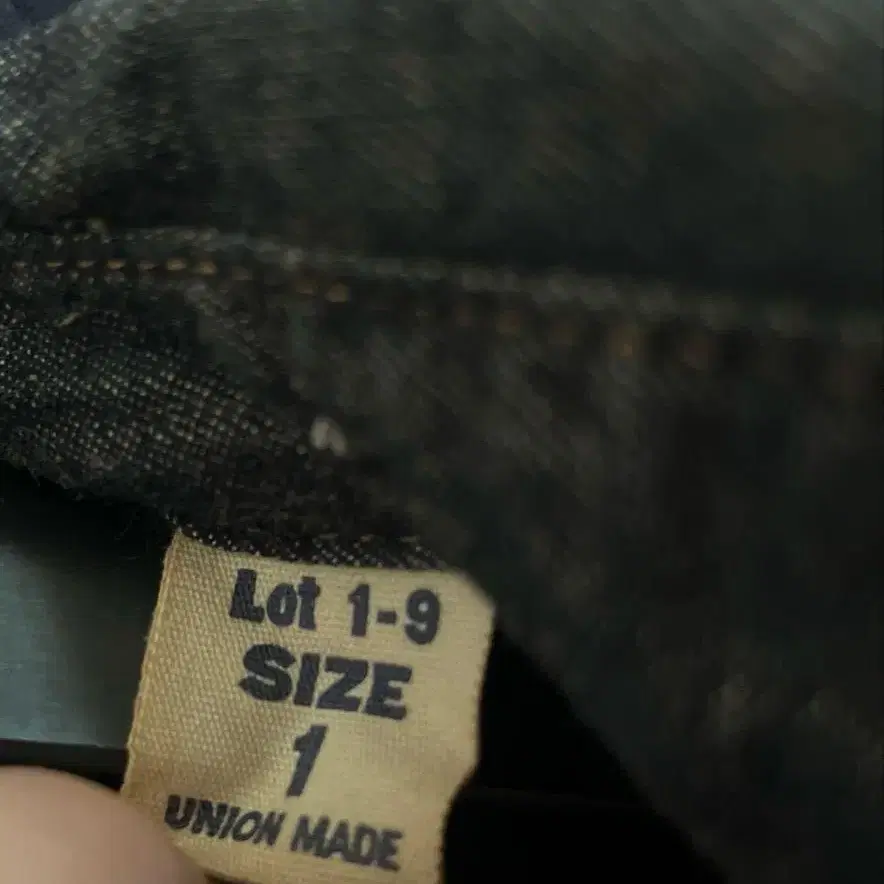 Lot 1-9
SIZE
1
UNION MADE